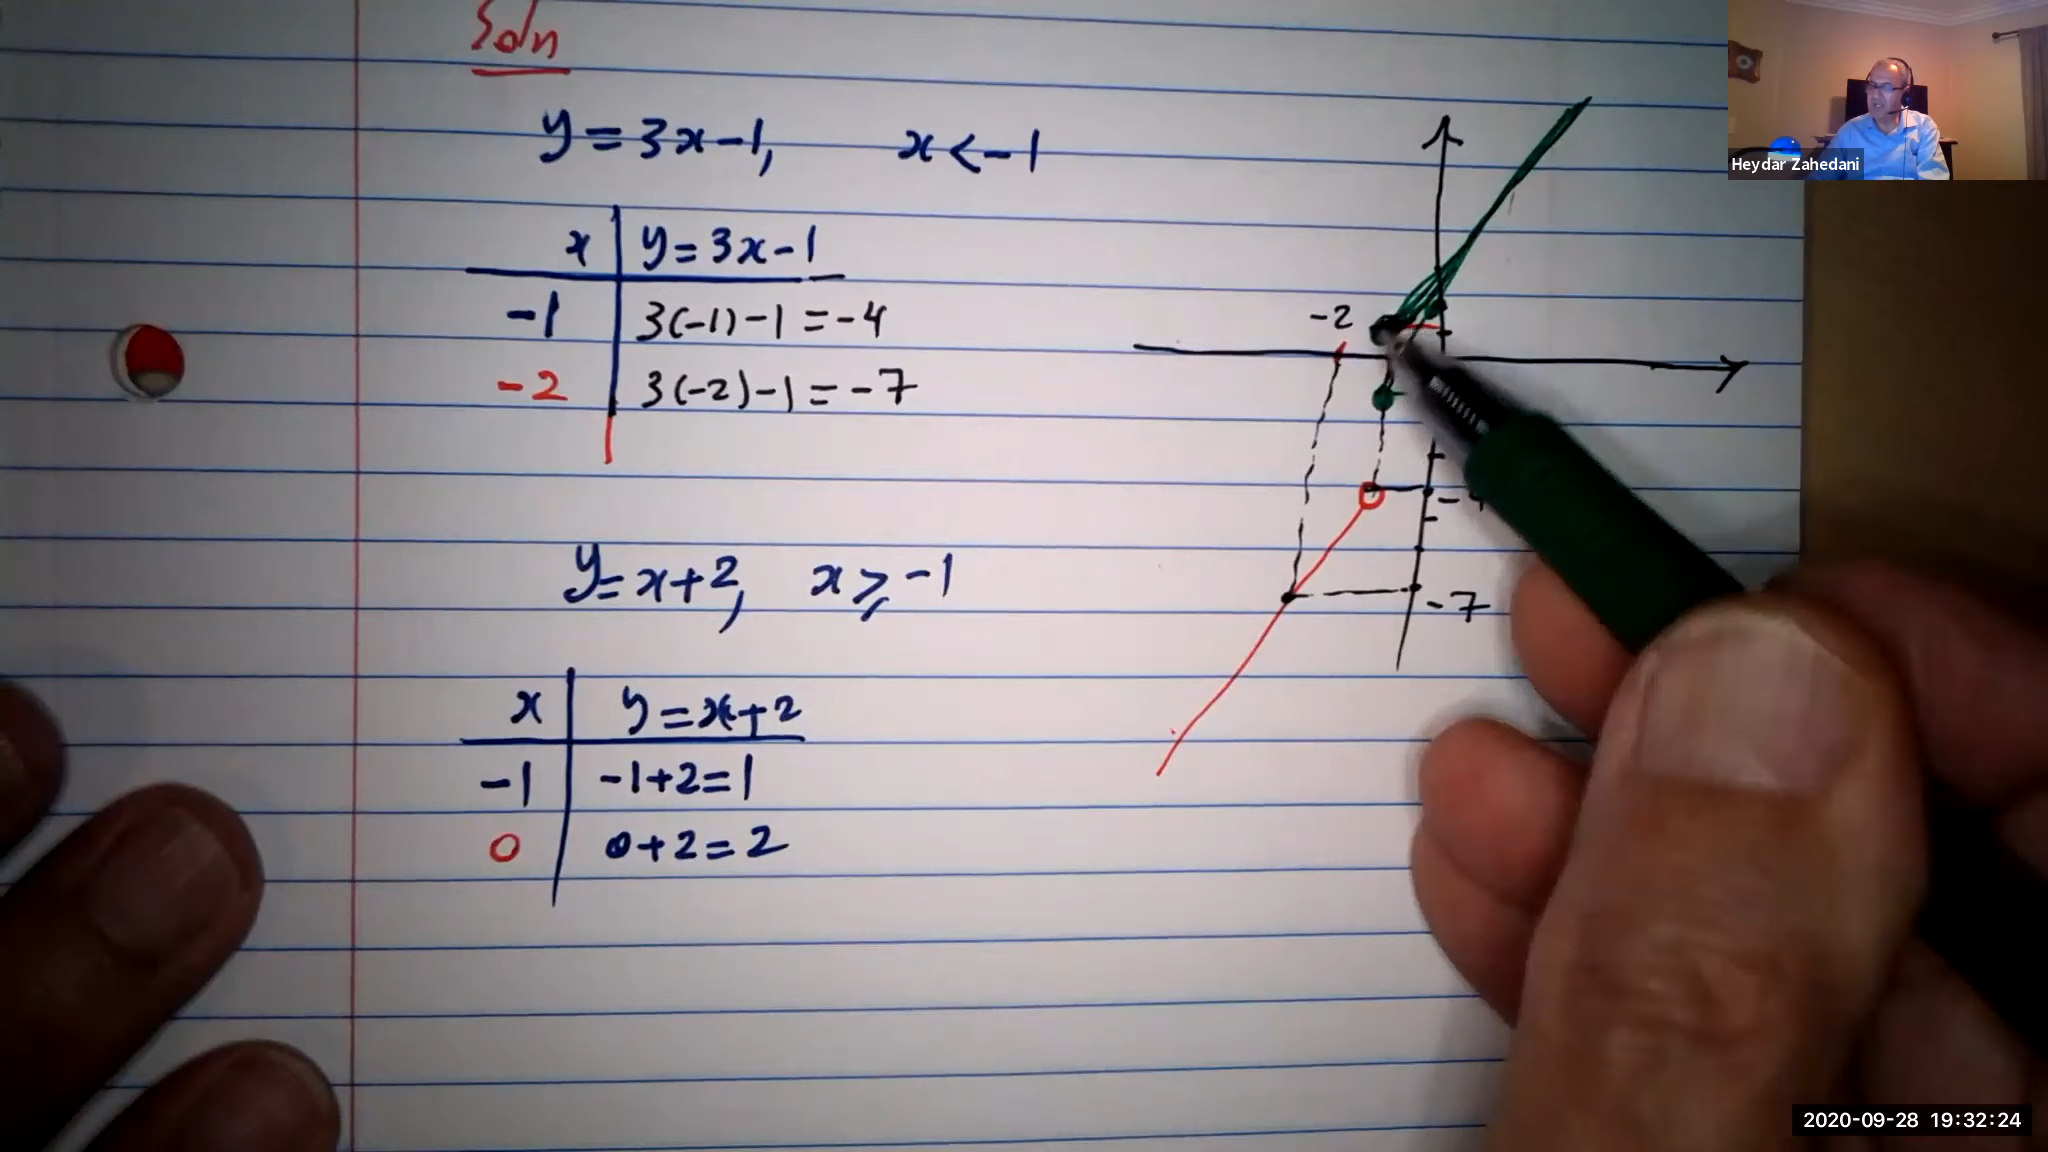 Soln
y = 3x-1,    x < -1
x | y = 3x-1
-1 | 3(-1)-1 = -4
-2 | 3(-2)-1 = -7
y = x+2,    x ≥ -1
x | y = x+2
-1 | -1+2=1
0 | 0+2=2
-2
-7
Heydar Zahedani
2020-09-28 19:32:24